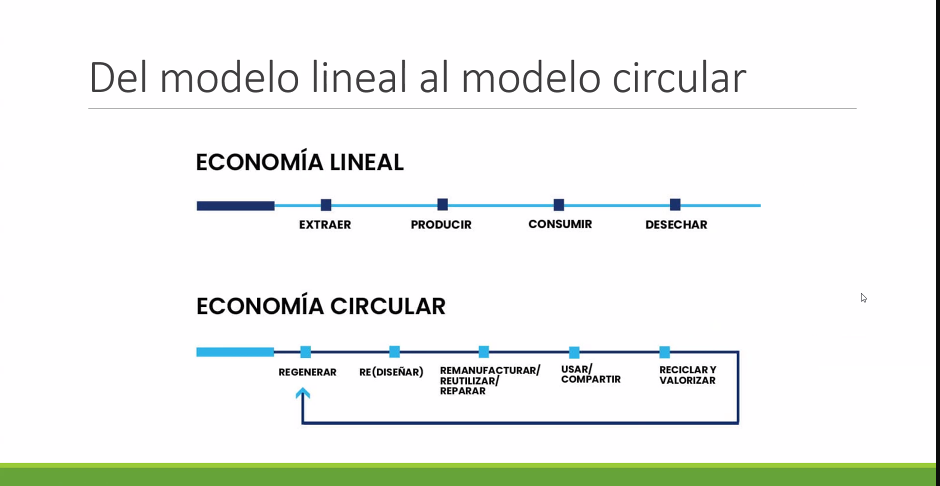 Del modelo lineal al modelo circular
ECONOMÍA LINEAL
EXTRAER
PRODUCIR
CONSUMIR
DESECHAR
ECONOMÍA CIRCULAR
REGENERAR
RE(DISEÑAR)
REMANUFACTURAR/
REUTILIZAR/
REPARAR
USAR/
COMPARTIR
RECICLAR Y
VALORIZAR